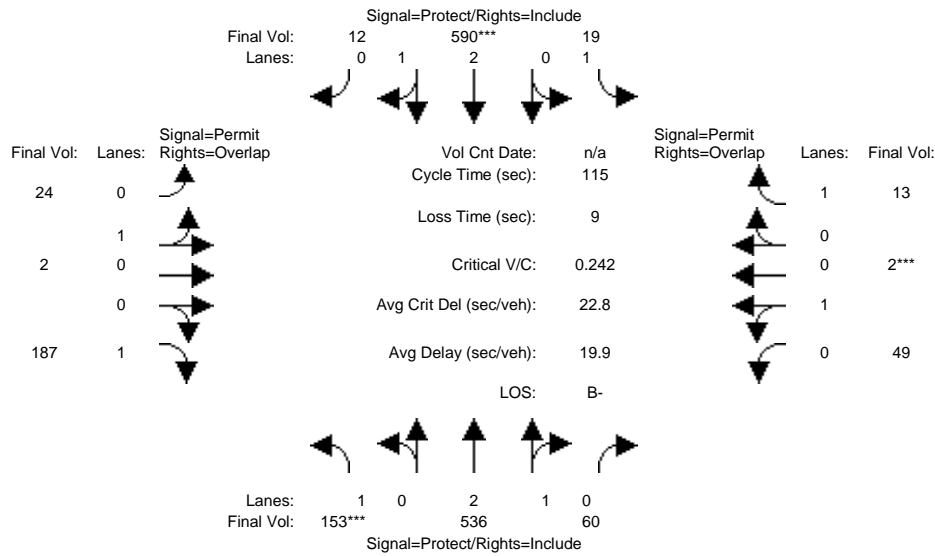 Signal=Protect/Rights=Include
Final Vol: 12 590*** 19
Lanes: 0 1 2 0 1
Signal=Permit Signal=Permit
Final Vol: Lanes: Rights=Overlap Vol Cnt Date: n/a Rights=Overlap Lanes: Final Vol:
Cycle Time (sec): 115
24 0 1 13
Loss Time (sec): 9
1 0
2 0 Critical V/C: 0.242 0 2***
0 Avg Crit Del (sec/veh): 22.8 1
187 1 Avg Delay (sec/veh): 19.9 0 49
LOS: B-
Lanes: 1 0 2 1 0
Final Vol: 153*** 536 60
Signal=Protect/Rights=Include